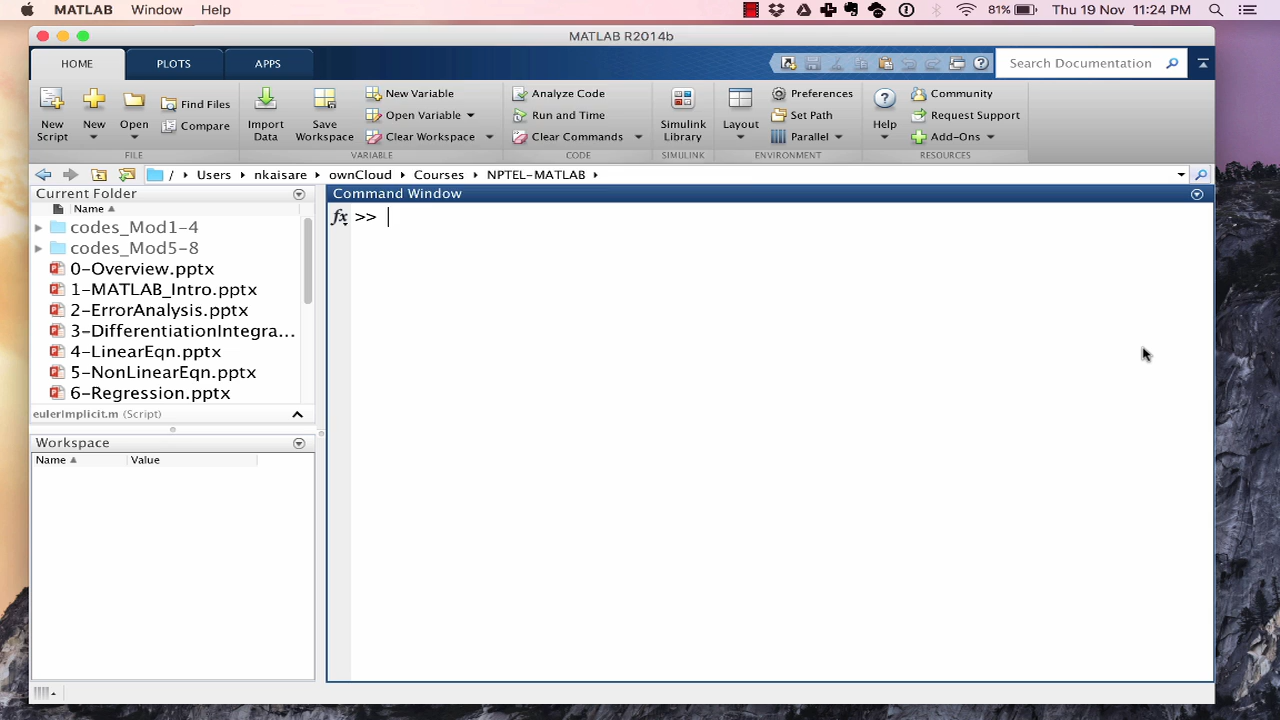 MATLAB Window Help 81% Thu 19 Nov 11:24 PM
MATLAB R2014b
HOME PLOTS APPS Search Documentation
New Script
New
Open
Find Files
Compare
FILE
Import Data
Save Workspace
New Variable
Open Variable
Clear Workspace
VARIABLE
Analyze Code
Run and Time
Clear Commands
CODE
Simulink Library
SIMULINK
Layout
Preferences
Set Path
Parallel
ENVIRONMENT
Help
Community
Request Support
Add-Ons
RESOURCES
/ Users nkaisare ownCloud Courses NPTEL-MATLAB
Current Folder
Name
codes_Mod1-4
codes_Mod5-8
0-Overview.pptx
1-MATLAB_Intro.pptx
2-ErrorAnalysis.pptx
3-DifferentiationIntegra...
4-LinearEqn.pptx
5-NonLinearEqn.pptx
6-Regression.pptx
eulerImplicit.m (Script)
Workspace
Name Value
Command Window
fx >>